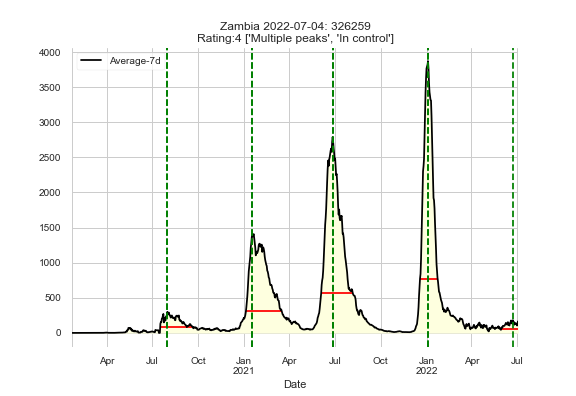 Zambia 2022-07-04: 326259
Rating:4 ['Multiple peaks', 'In control']
4000
3500
3000
2500
2000
1500
1000
500
0
Average-7d
Apr Jul Oct Jan Apr Jul Oct Jan Apr Jul
2021 2022
Date